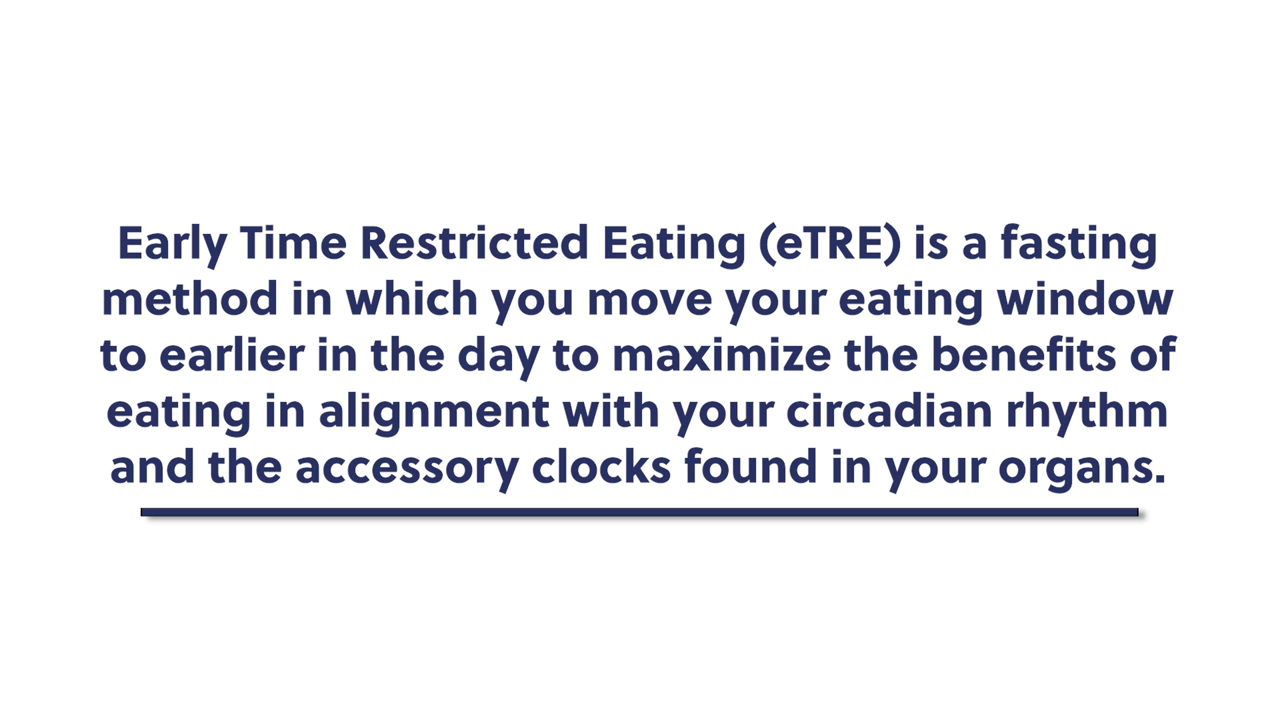 Early Time Restricted Eating (eTRE) is a fasting
method in which you move your eating window
to earlier in the day to maximize the benefits of
eating in alignment with your circadian rhythm
and the accessory clocks found in your organs.